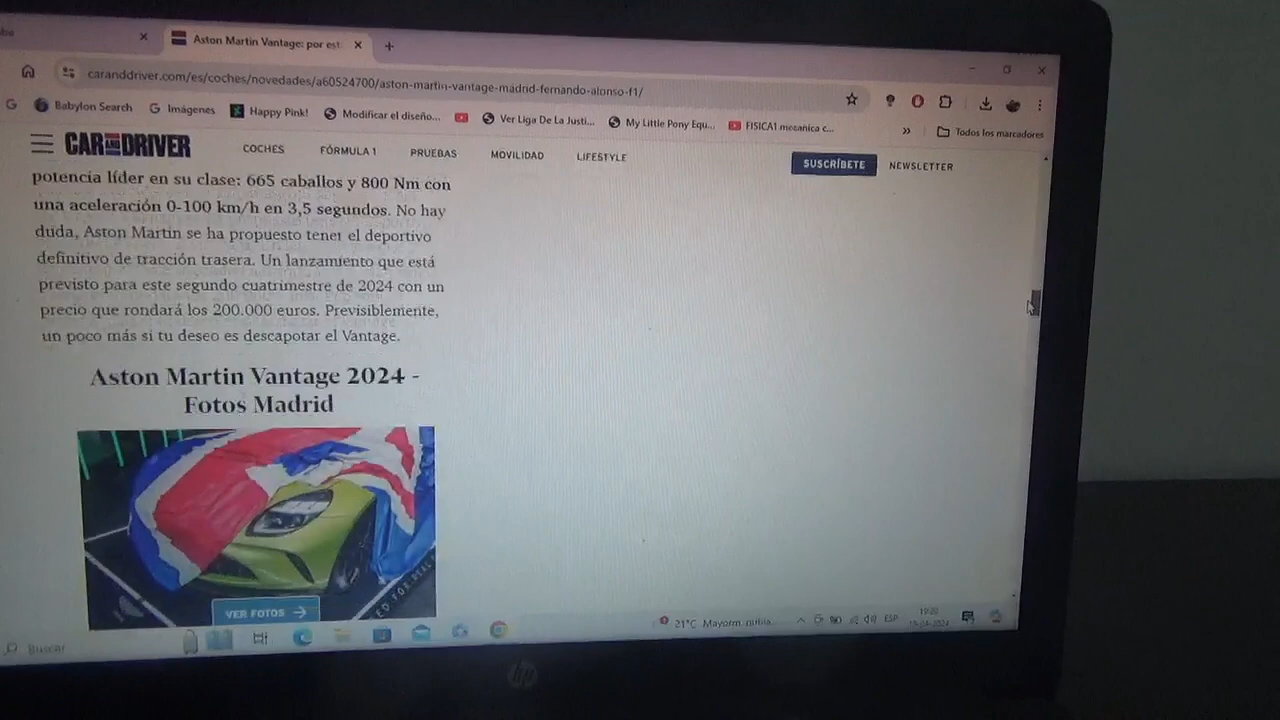 Aston Martin Vantage: por est
caranddriver.com/es/coches/novedades/a60524700/aston-martin-vantage-madrid-fernando-alonso-f1/
G Babylon Search G Imágenes Happy Pink! Modificar el diseño... Ver Liga De La Justi... My Little Pony Equ... FISICA1 mecanica c... » Todos los marcadores
CAR AND DRIVER COCHES FÓRMULA 1 PRUEBAS MOVILIDAD LIFESTYLE SUSCRÍBETE NEWSLETTER
potencia líder en su clase: 665 caballos y 800 Nm con
una aceleración 0-100 km/h en 3,5 segundos. No hay
duda, Aston Martin se ha propuesto tener el deportivo
definitivo de tracción trasera. Un lanzamiento que está
previsto para este segundo cuatrimestre de 2024 con un
precio que rondará los 200.000 euros. Previsiblemente,
un poco más si tu deseo es descapotar el Vantage.
Aston Martin Vantage 2024 -
Fotos Madrid
VER FOTOS
Buscar 21°C Mayorm. nubla... ESP
hp